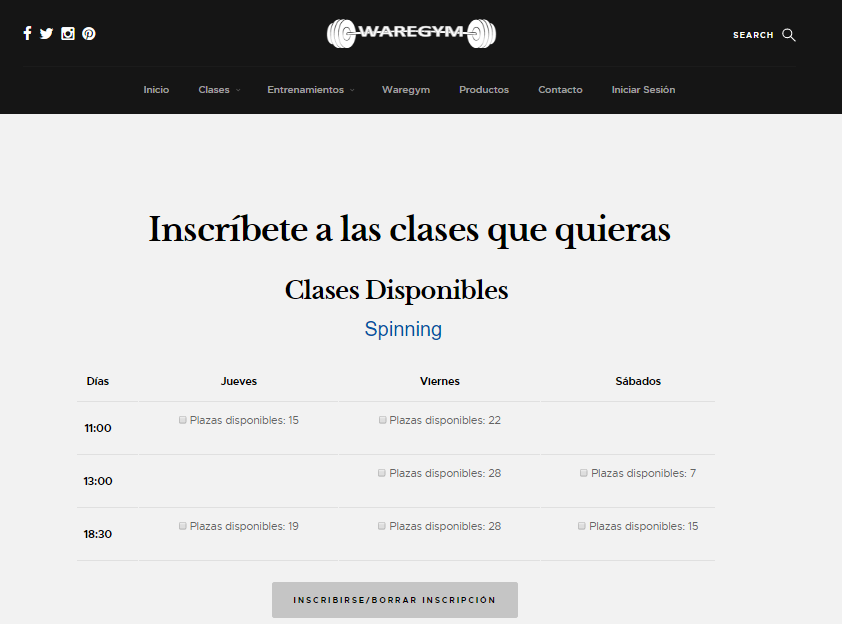 WAREGYM
SEARCH
Inicio Clases Entrenamientos Waregym Productos Contacto Iniciar Sesión
Inscríbete a las clases que quieras
Clases Disponibles
Spinning
Días Jueves Viernes Sábados
11:00 Plazas disponibles: 15 Plazas disponibles: 22
13:00 Plazas disponibles: 28 Plazas disponibles: 7
18:30 Plazas disponibles: 19 Plazas disponibles: 28 Plazas disponibles: 15
INSCRIBIRSE/BORRAR INSCRIPCIÓN